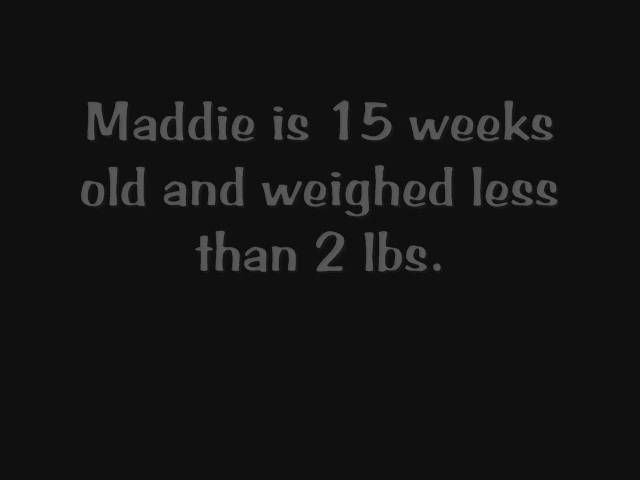 Maddie is 15 weeks
old and weighed less
than 2 lbs.